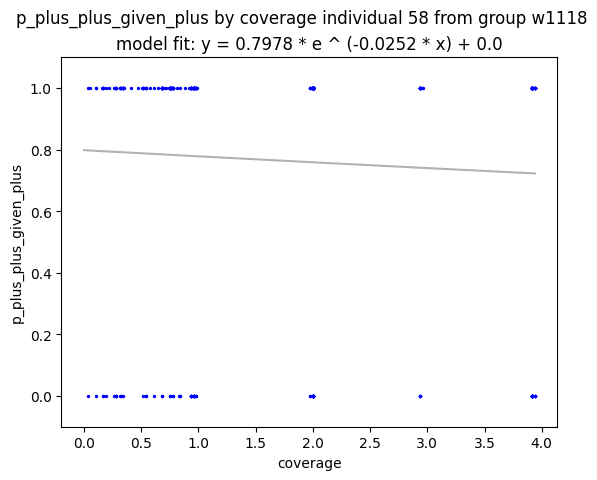 p_plus_plus_given_plus by coverage individual 58 from group w1118
model fit: y = 0.7978 * e ^ (-0.0252 * x) + 0.0
1.0
0.8
0.6
0.4
0.2
0.0
p_plus_plus_given_plus
0.0 0.5 1.0 1.5 2.0 2.5 3.0 3.5 4.0
coverage